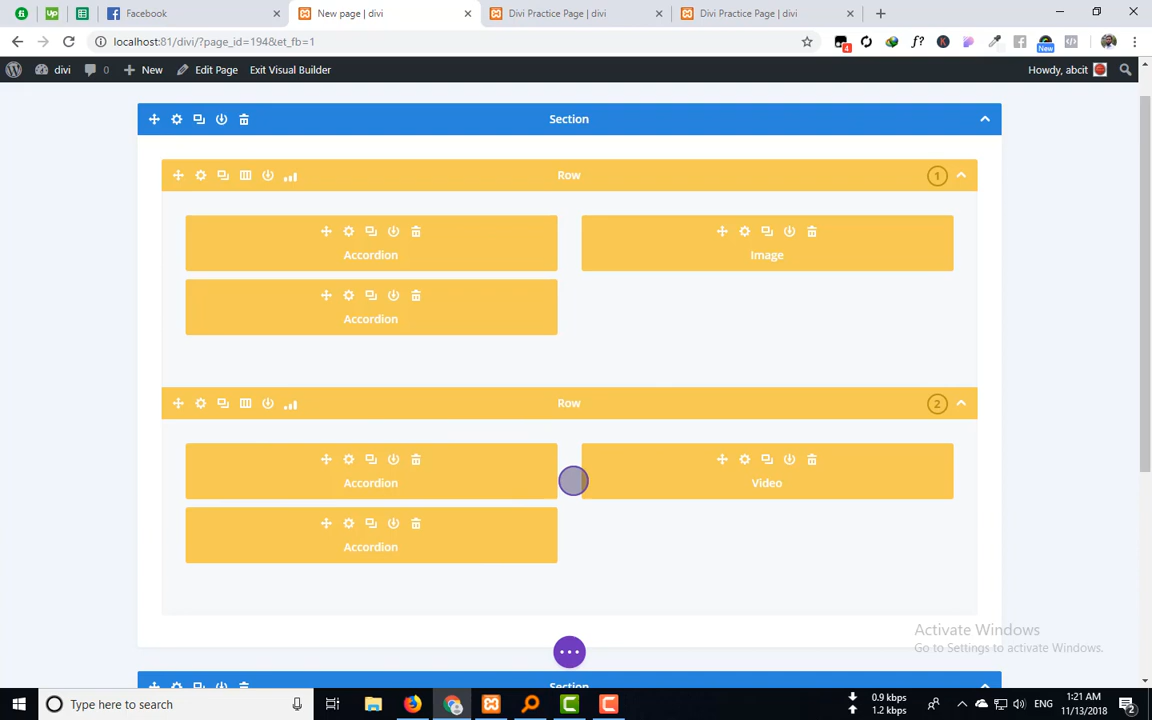 Facebook
New page | divi
Divi Practice Page | divi
Divi Practice Page | divi
localhost:81/divi/?page_id=194&et_fb=1
4
f?
K
New
divi
0
New
Edit Page
Exit Visual Builder
Howdy, abcit
Section
Row
1
Accordion
Image
Accordion
Row
2
Accordion
Video
Accordion
Activate Windows
Go to Settings to activate Windows.
Section
Type here to search
0.9 kbps
1.2 kbps
ENG
1:21 AM
11/13/2018
2